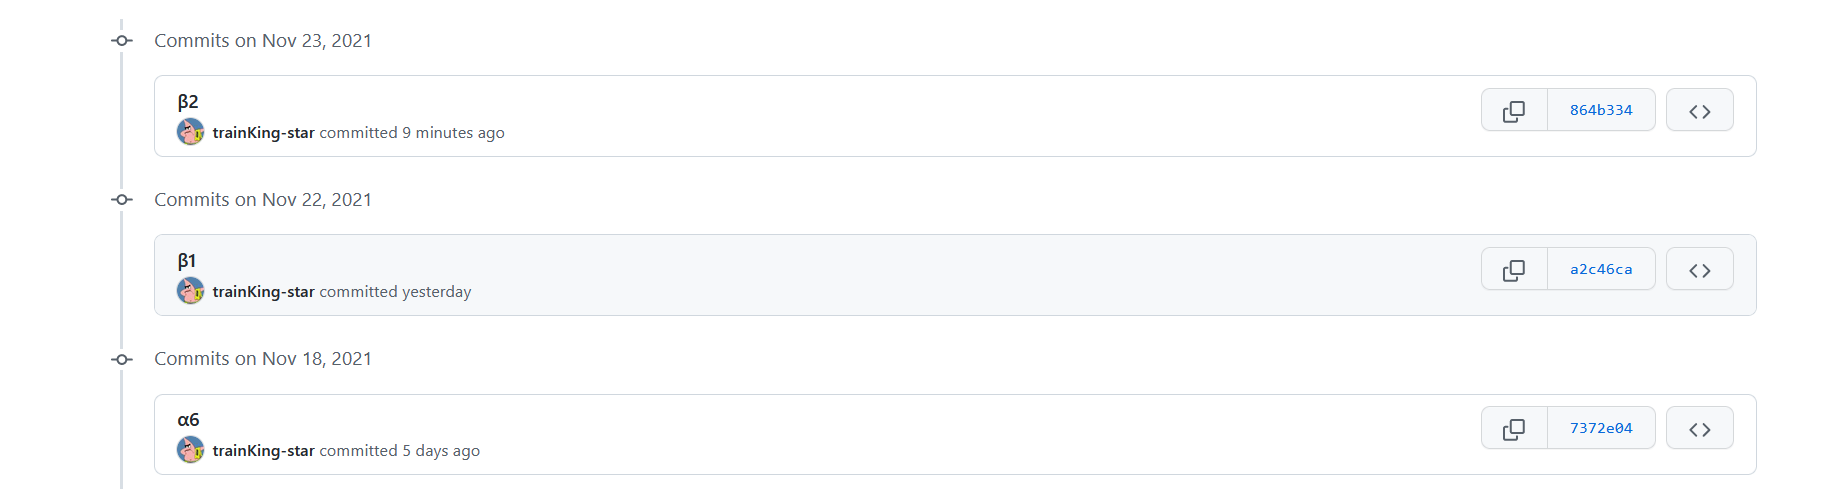 Commits on Nov 23, 2021
β2
864b334
trainKing-star committed 9 minutes ago
Commits on Nov 22, 2021
β1
a2c46ca
trainKing-star committed yesterday
Commits on Nov 18, 2021
α6
7372e04
trainKing-star committed 5 days ago